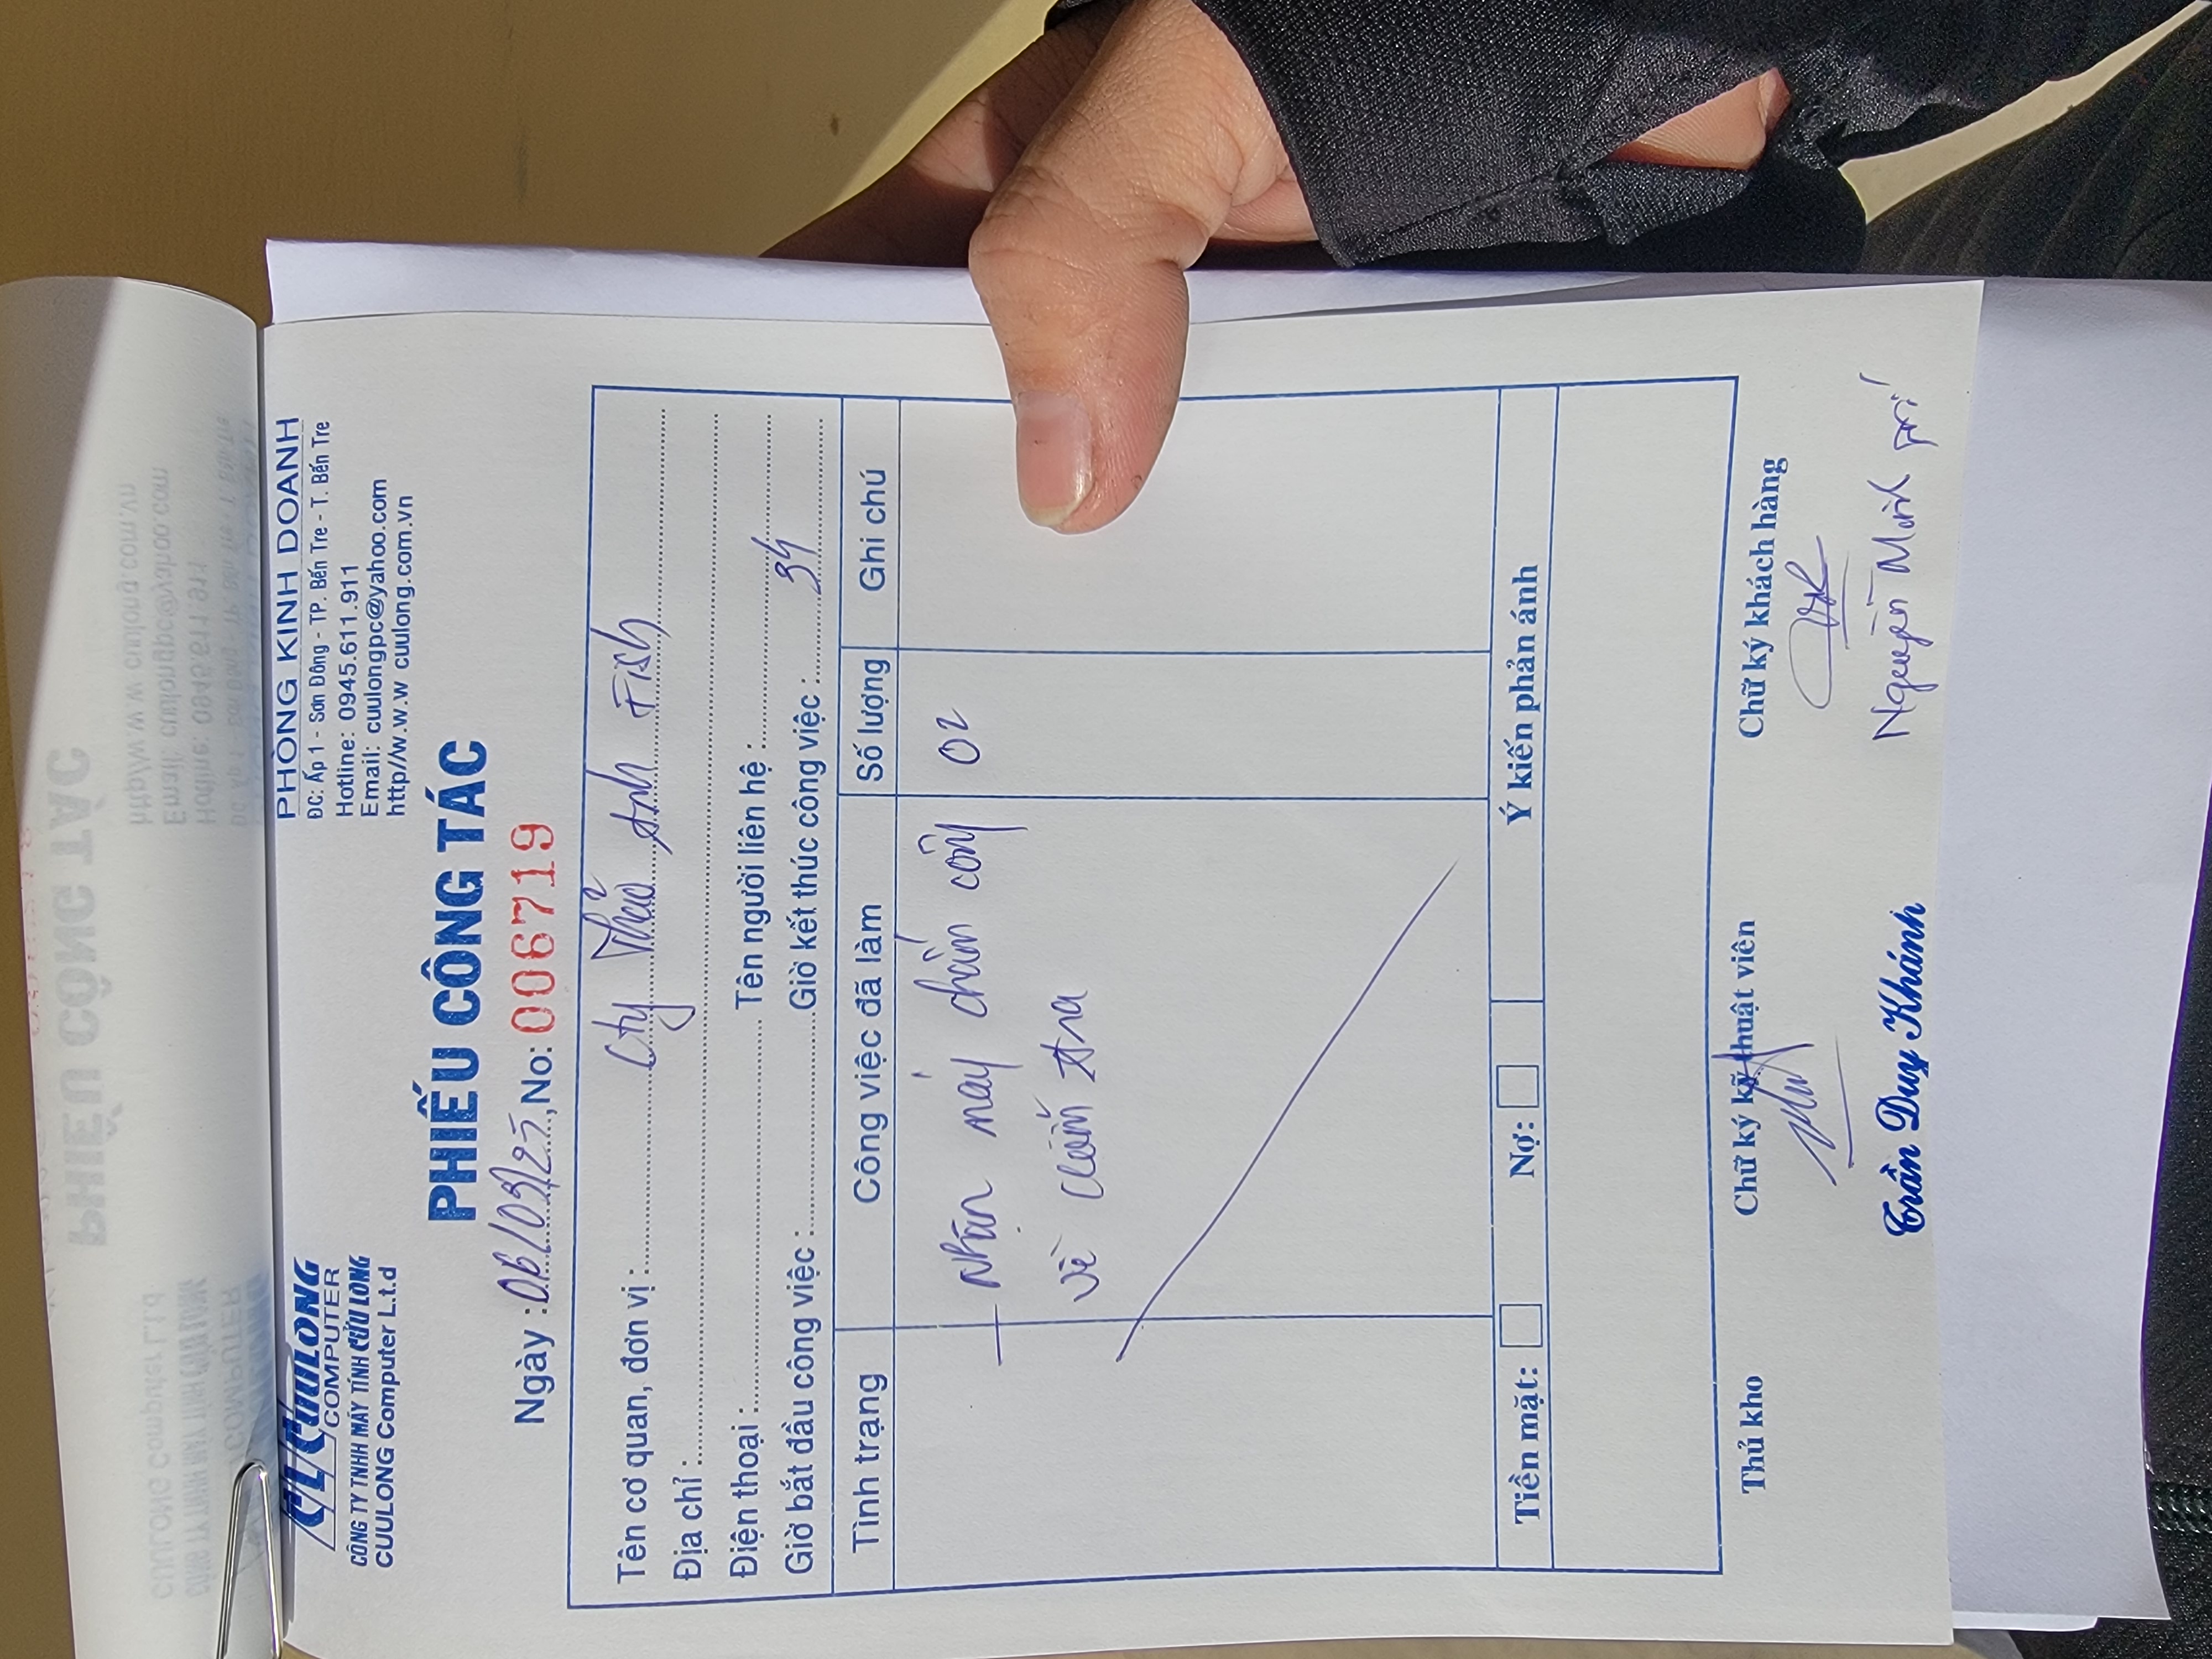 CLCUULONG
COMPUTER
CÔNG TY TNHH MÁY TÍNH CỬU LONG
CUULONG Computer L.t.d
PHÒNG KINH DOANH
ĐC: Ấp 1 - Sơn Đông - TP. Bến Tre - T. Bến Tre
Hotline: 0945.611.911
Email: cuulongpc@yahoo.com
http//w.w.w cuulong.com.vn
PHIẾU CÔNG TÁC
Ngày : 06/03/25, No: 006719
Tên cơ quan, đơn vị : Cty Thảo Anh Fish
Địa chỉ :
Điện thoại : Tên người liên hệ :
Giờ bắt đầu công việc : Giờ kết thúc công việc : 34
Tình trạng Công việc đã làm Số lượng Ghi chú
- Nhận máy chấm công 02
về kiểm tra
Tiền mặt: Nợ: Ý kiến phản ánh
Thủ kho Chữ ký kỹ thuật viên Chữ ký khách hàng
Trần Duy Khánh Nguyễn Minh